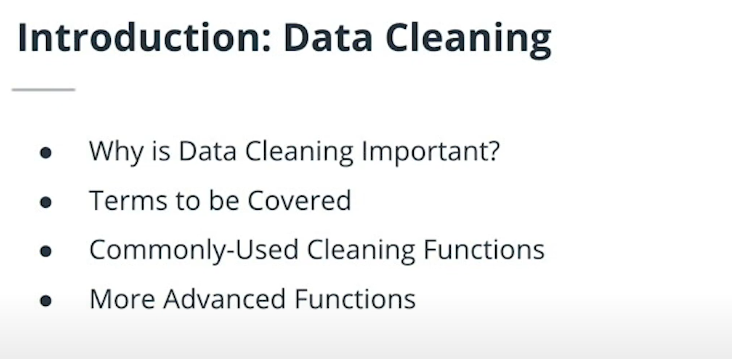 Introduction: Data Cleaning
● Why is Data Cleaning Important?
● Terms to be Covered
● Commonly-Used Cleaning Functions
● More Advanced Functions